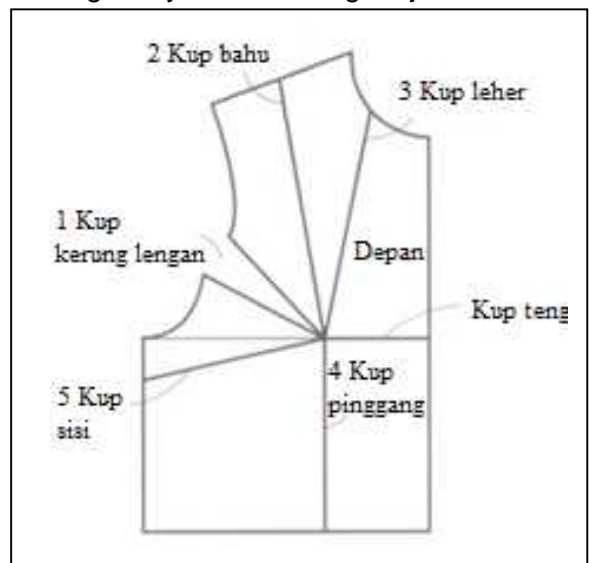 2 Kup bahu
3 Kup leher
1 Kup
kerung lengan
Depan
Kup teng
4 Kup
pinggang
5 Kup
sisi